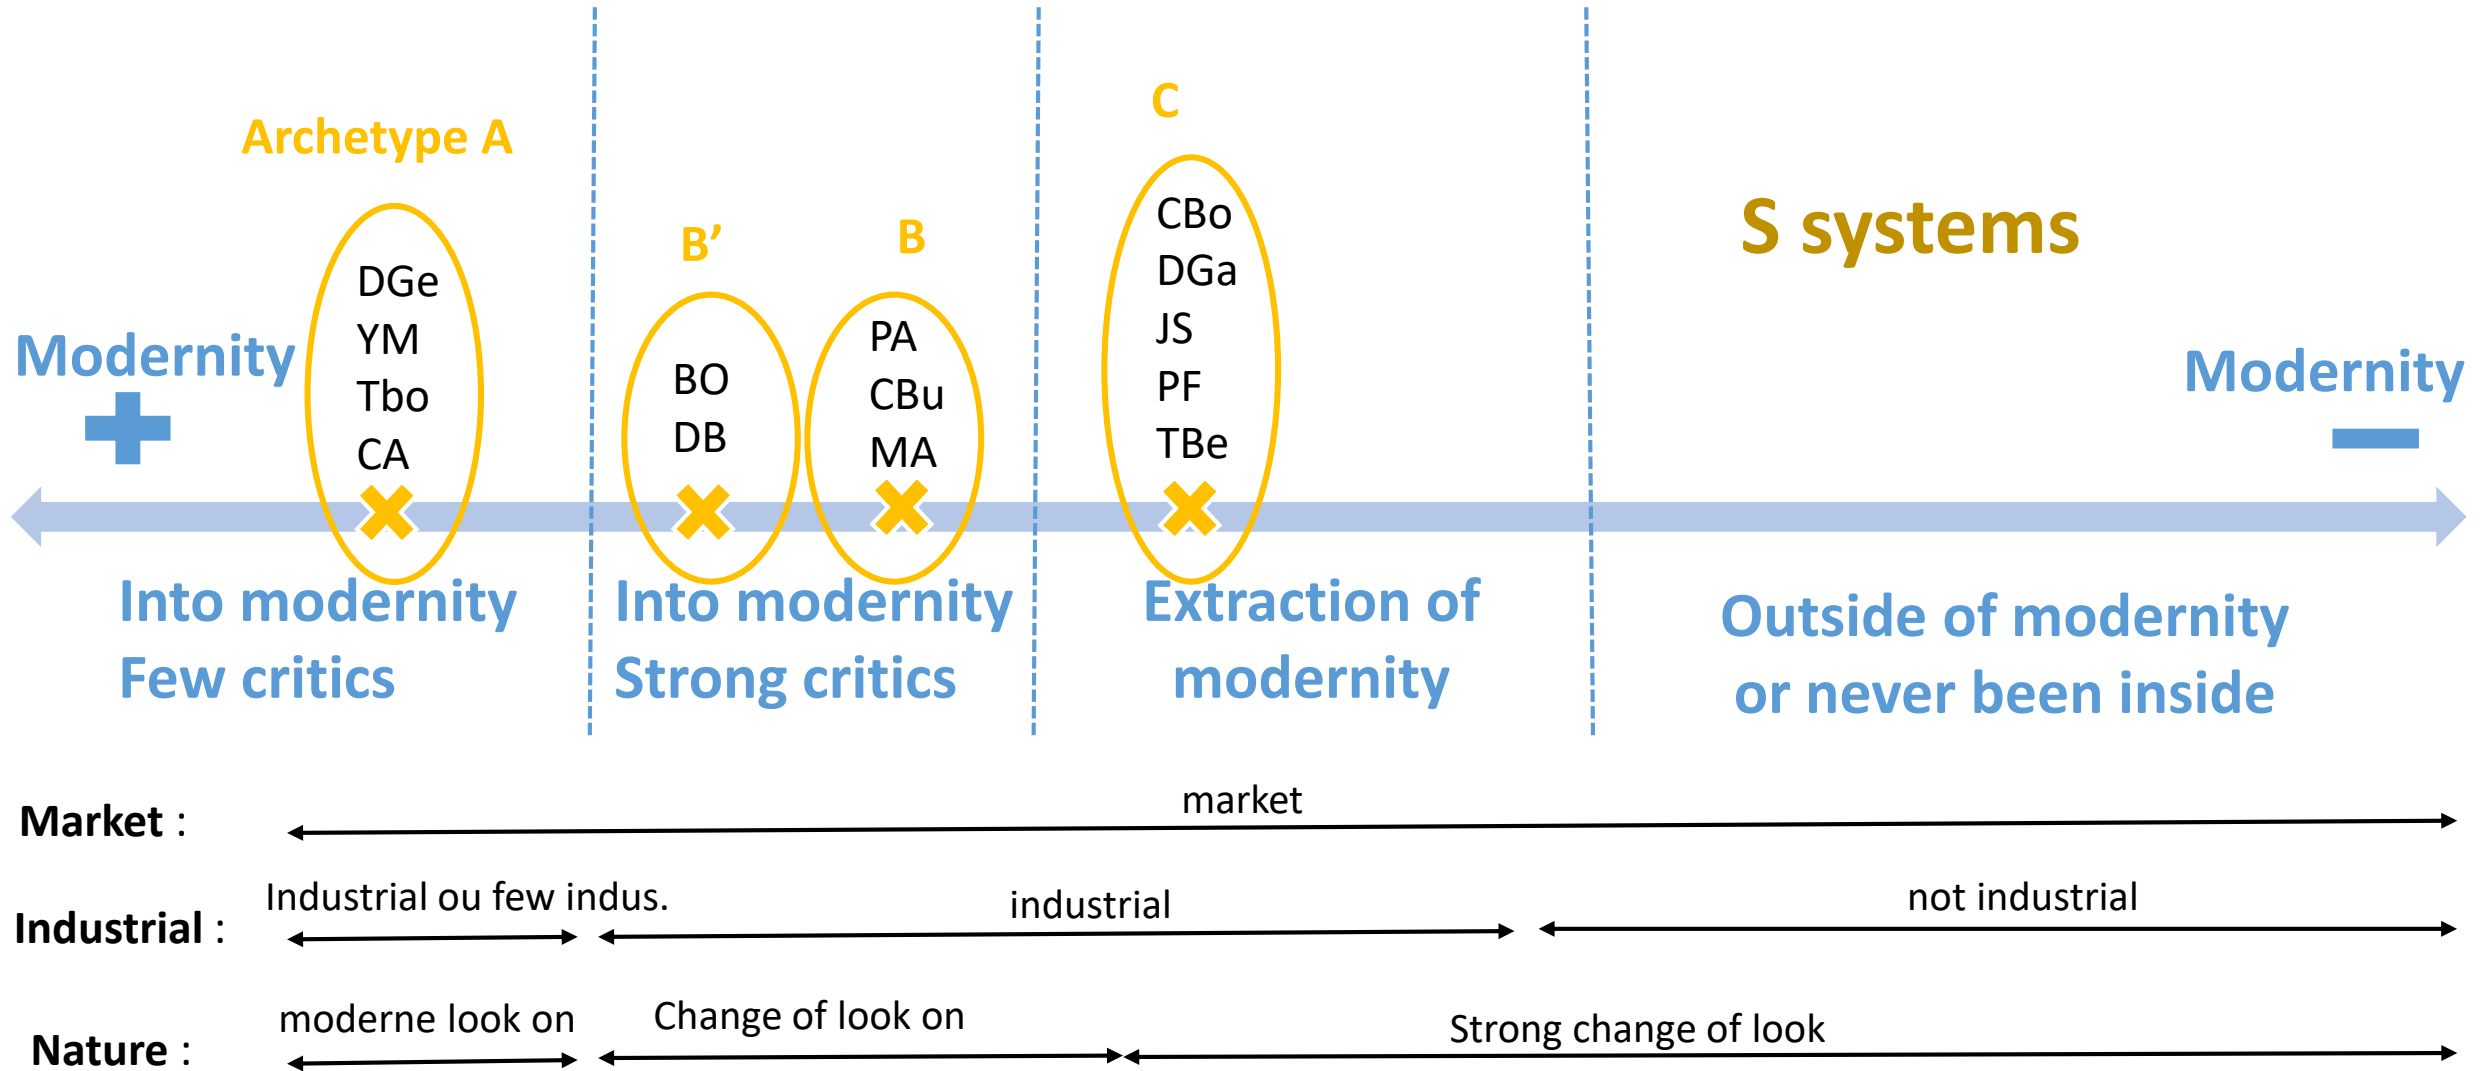 Archetype A
B’
B
C
S systems
DGe
YM
Tbo
CA
BO
DB
PA
CBu
MA
CBo
DGa
JS
PF
TBe
Modernity
Modernity
Into modernity
Few critics
Into modernity
Strong critics
Extraction of
modernity
Outside of modernity
or never been inside
Market :
market
Industrial :
Industrial ou few indus.
industrial
not industrial
Nature :
moderne look on
Change of look on
Strong change of look